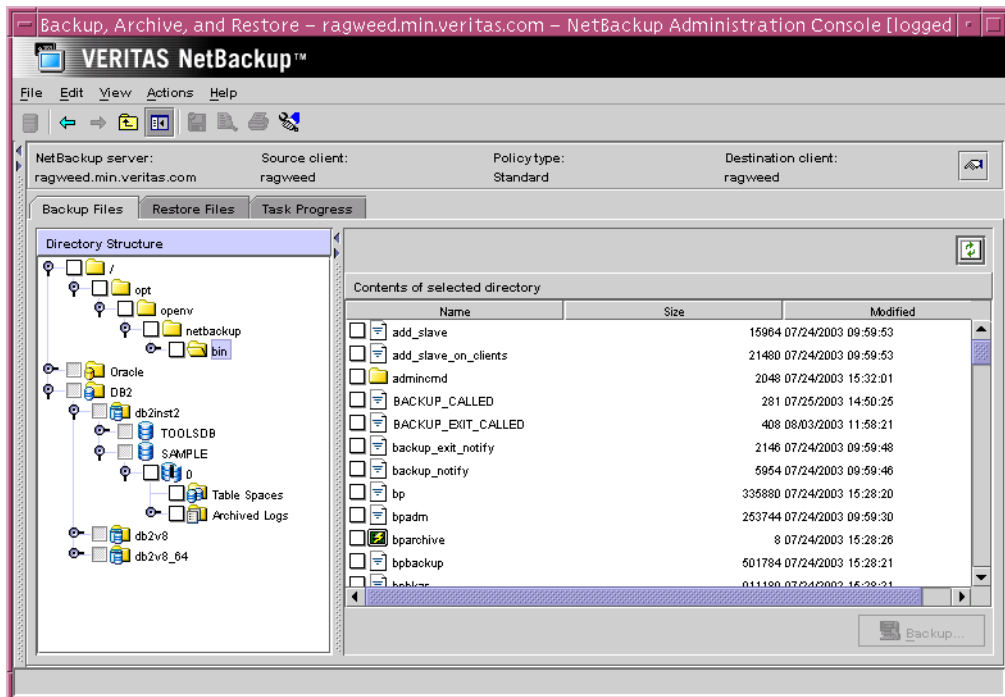 Backup, Archive, and Restore – ragweed.min.veritas.com – NetBackup Administration Console [logged
VERITAS NetBackup™
File Edit View Actions Help
NetBackup server: Source client: Policy type: Destination client:
ragweed.min.veritas.com ragweed Standard ragweed
Backup Files Restore Files Task Progress
Directory Structure
/
opt
openv
netbackup
bin
Oracle
DB2
db2inst2
TOOLSDB
SAMPLE
0
Table Spaces
Archived Logs
db2v8
db2v8_64
Contents of selected directory
Name Size Modified
add_slave 15964 07/24/2003 09:59:53
add_slave_on_clients 21480 07/24/2003 09:59:53
admincmd 2048 07/24/2003 15:32:01
BACKUP_CALLED 281 07/25/2003 14:50:25
BACKUP_EXIT_CALLED 408 08/03/2003 11:58:21
backup_exit_notify 2146 07/24/2003 09:59:48
backup_notify 5954 07/24/2003 09:59:46
bp 335880 07/24/2003 15:28:20
bpadm 253744 07/24/2003 09:59:30
bparchive 8 07/24/2003 15:28:26
bpbackup 501784 07/24/2003 15:28:21
Backup...